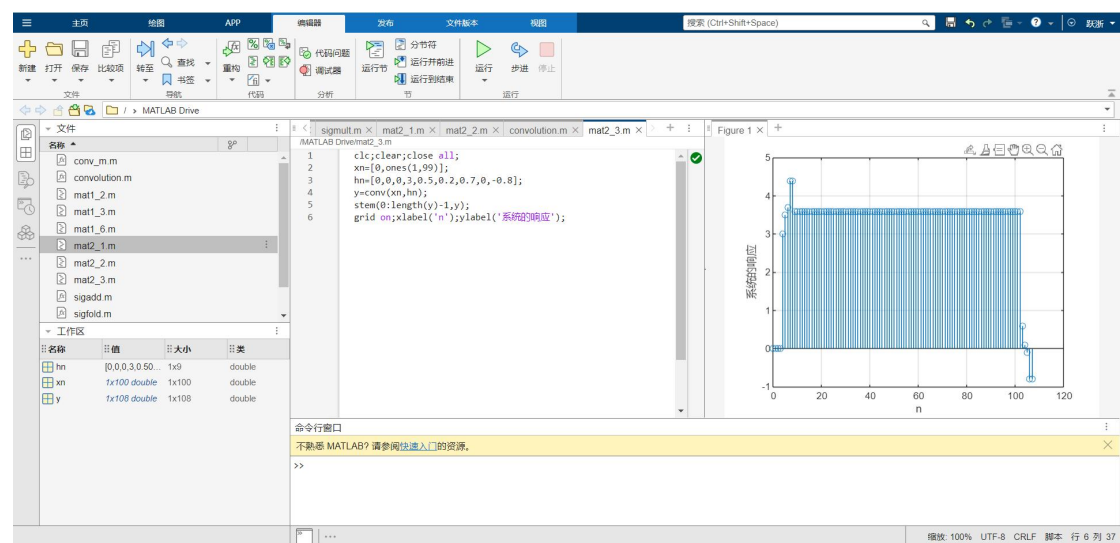 主页 绘图 APP 编辑器 发布 文件版本 视图 搜索 (Ctrl+Shift+Space) 跃浙
新建 打开 保存 比较项 转至 查找 书签 重构 代码问题 调试器 运行节 分节符 运行并前进 运行到结束 运行 步进 停止
文件 导航 代码 分析 节 运行
/ › MATLAB Drive
文件
名称
conv_m.m
convolution.m
mat1_2.m
mat1_3.m
mat1_6.m
mat2_1.m
mat2_2.m
mat2_3.m
sigadd.m
sigfold.m
工作区
名称 值 大小 类
hn [0,0,0,3,0.50... 1x9 double
xn 1x100 double 1x100 double
y 1x108 double 1x108 double
sigmult.m × mat2_1.m × mat2_2.m × convolution.m × mat2_3.m ×
/MATLAB Drive/mat2_3.m
1 clc;clear;close all;
2 xn=[0,ones(1,99)];
3 hn=[0,0,0,3,0.5,0.2,0.7,0,-0.8];
4 y=conv(xn,hn);
5 stem(0:length(y)-1,y);
6 grid on;xlabel('n');ylabel('系统的响应');
Figure 1 ×
5
4
3
2
1
0
-1
0 20 40 60 80 100 120
n
系统的响应
命令行窗口
不熟悉 MATLAB? 请参阅快速入门的资源。
>>
缩放: 100% UTF-8 CRLF 脚本 行 6 列 37